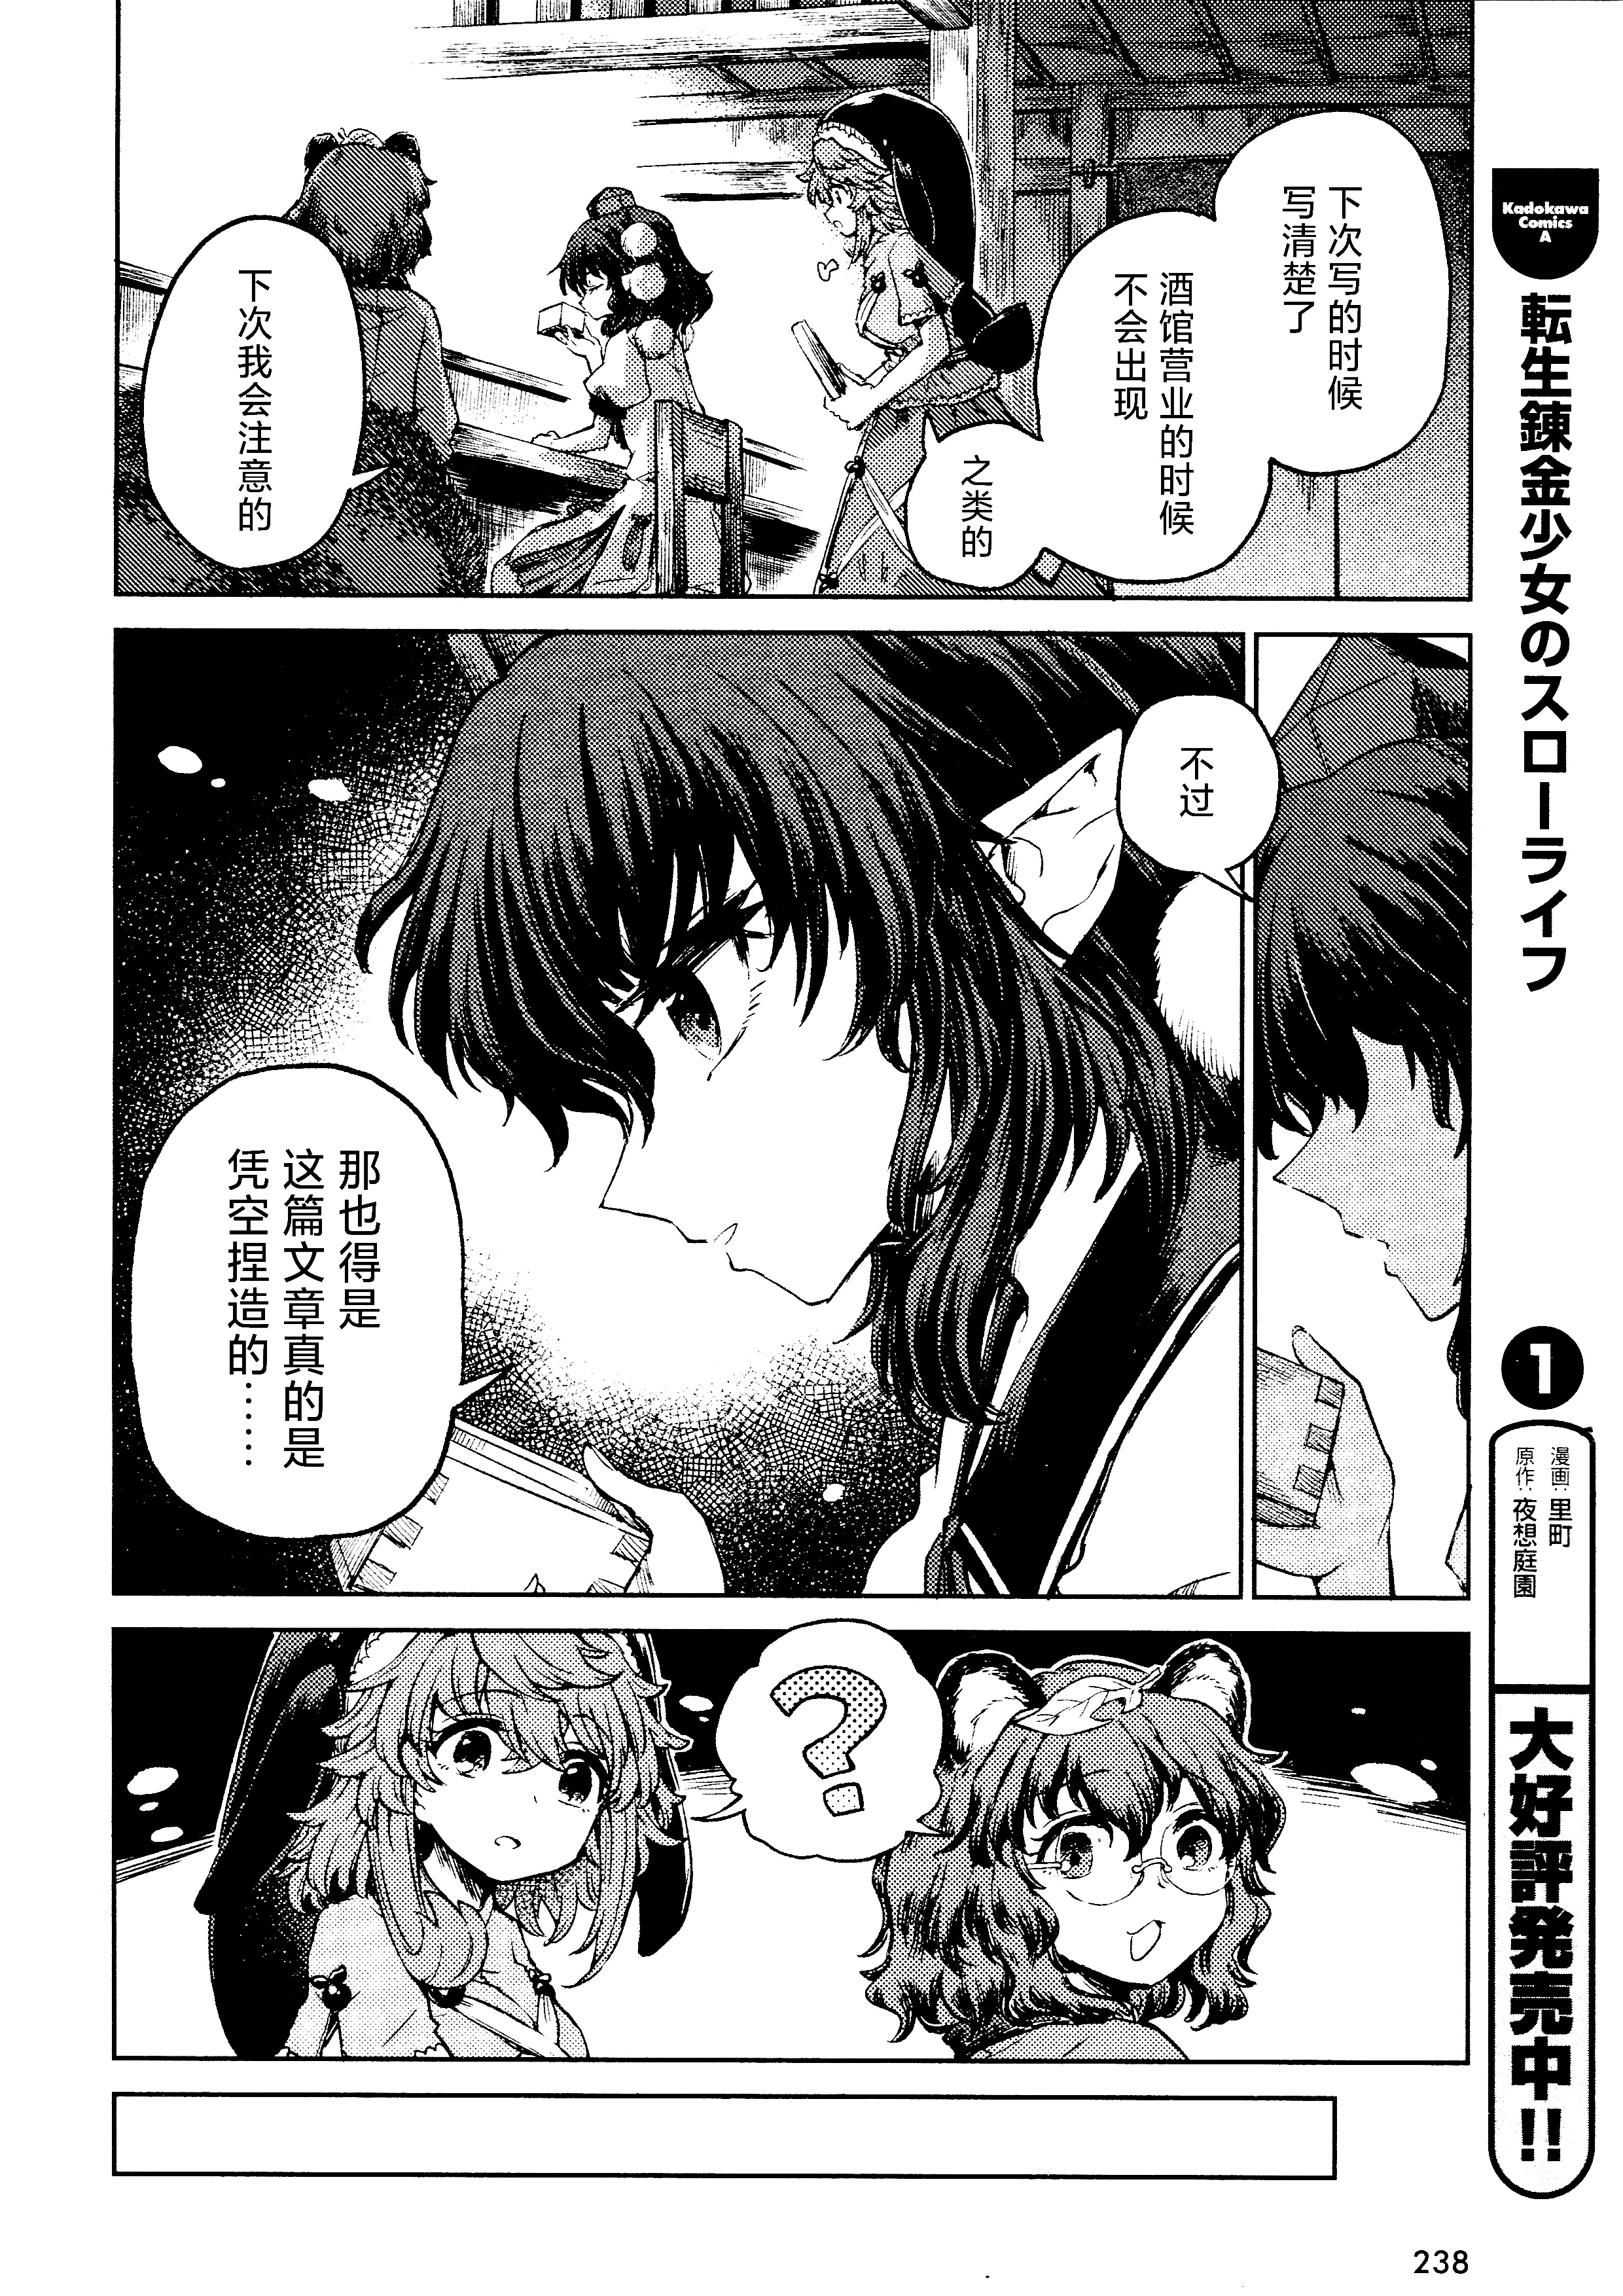 下次写的时候
写清楚了
酒馆营业的时候
不会出现
之类的
下次我会注意的
不过
那也得是
这篇文章真的是
凭空捏造的……
?
Kadokawa
Comics
A
転生錬金少女のスローライフ
1
漫画:里町
原作:夜想庭園
大好評発売中!!
238